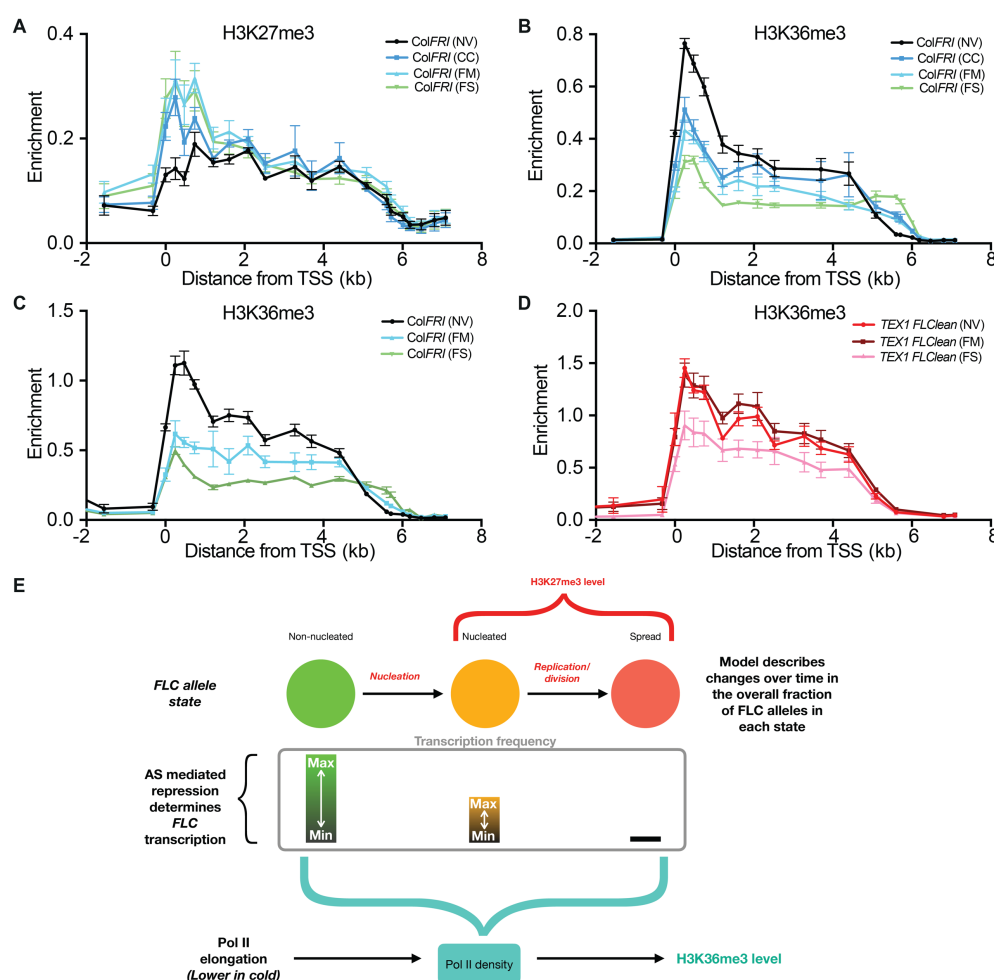 A
H3K27me3
ColFRI (NV)
ColFRI (CC)
ColFRI (FM)
ColFRI (FS)
Enrichment
0.4
0.2
0.0
-2 0 2 4 6 8
Distance from TSS (kb)
B
H3K36me3
ColFRI (NV)
ColFRI (CC)
ColFRI (FM)
ColFRI (FS)
Enrichment
0.8
0.6
0.4
0.2
0.0
-2 0 2 4 6 8
Distance from TSS (kb)
C
H3K36me3
ColFRI (NV)
ColFRI (FM)
ColFRI (FS)
Enrichment
1.5
1.0
0.5
0.0
-2 0 2 4 6 8
Distance from TSS (kb)
D
H3K36me3
TEX1 FLClean (NV)
TEX1 FLClean (FM)
TEX1 FLClean (FS)
Enrichment
2.0
1.5
1.0
0.5
0.0
-2 0 2 4 6 8
Distance from TSS (kb)
E
H3K27me3 level
Non-nucleated
Nucleated
Spread
FLC allele
state
Nucleation
Replication/
division
Model describes
changes over time in
the overall fraction
of FLC alleles in
each state
Transcription frequency
AS mediated
repression
determines
FLC
transcription
Max
Min
Max
Min
Pol II
elongation
(Lower in cold)
Pol II density
H3K36me3 level